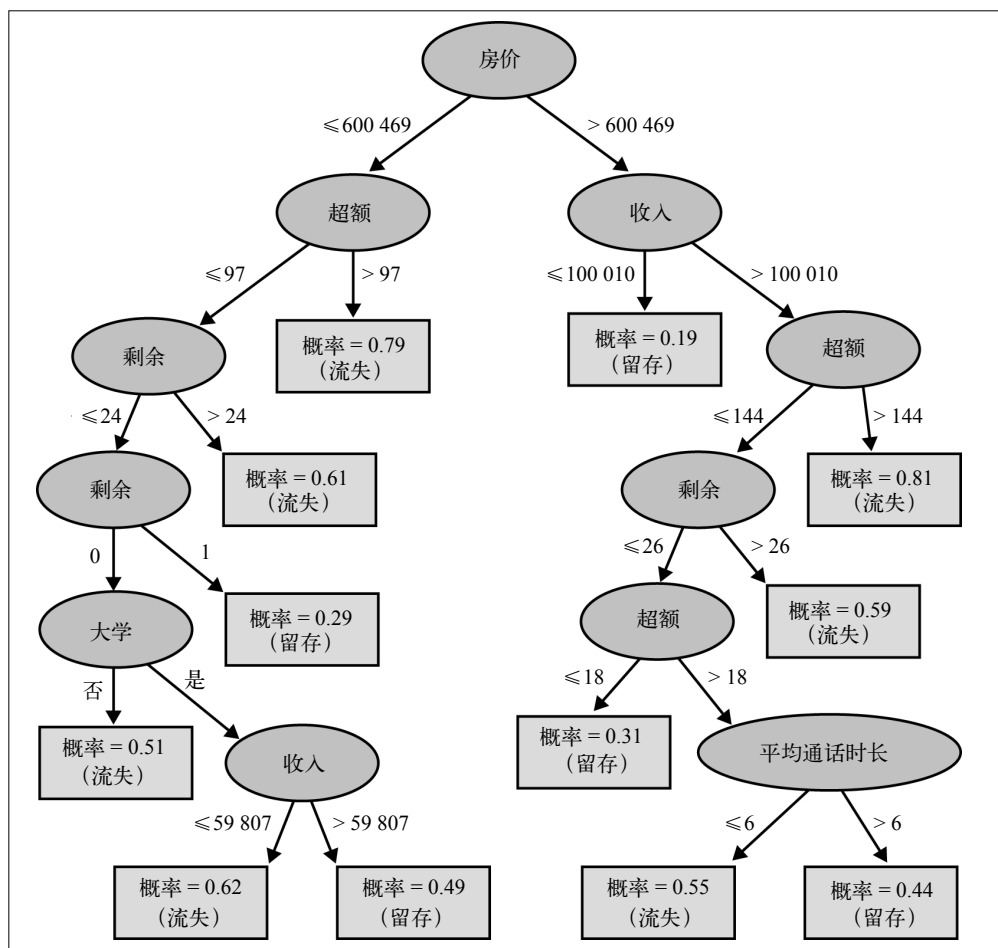 房价
≤600 469
> 600 469
超额
收入
≤97
> 97
≤100 010
> 100 010
剩余
概率 = 0.79
（流失）
概率 = 0.19
（留存）
超额
≤24
> 24
≤144
> 144
剩余
概率 = 0.61
（流失）
剩余
概率 = 0.81
（流失）
0
1
≤26
> 26
大学
概率 = 0.29
（留存）
超额
概率 = 0.59
（流失）
否
是
≤18
> 18
概率 = 0.51
（流失）
收入
概率 = 0.31
（留存）
平均通话时长
≤59 807
> 59 807
≤6
> 6
概率 = 0.62
（流失）
概率 = 0.49
（留存）
概率 = 0.55
（流失）
概率 = 0.44
（留存）